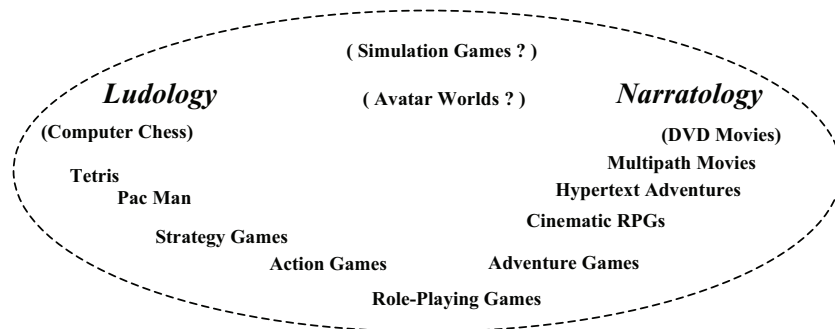 ( Simulation Games ? )
Ludology
( Avatar Worlds ? )
Narratology
(Computer Chess)
(DVD Movies)
Multipath Movies
Tetris
Hypertext Adventures
Pac Man
Cinematic RPGs
Strategy Games
Action Games
Adventure Games
Role-Playing Games